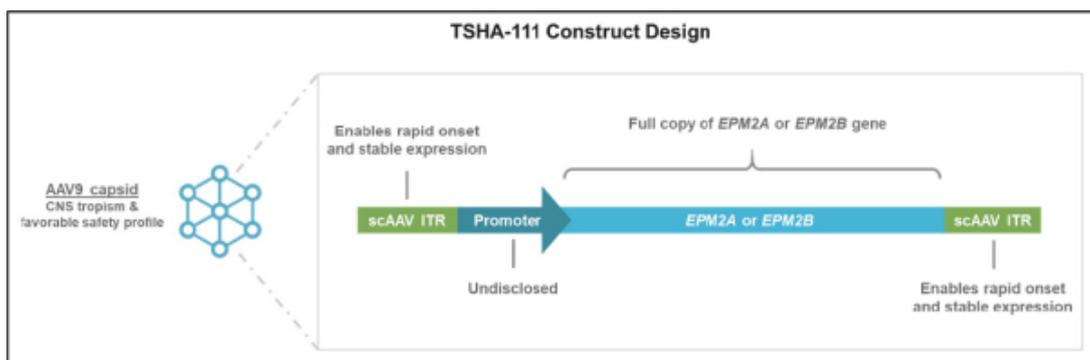 TSHA-111 Construct Design
Enables rapid onset
and stable expression
Full copy of EPM2A or EPM2B gene
AAV9 capsid
CNS tropism &
favorable safety profile
scAAV ITR
Promoter
EPM2A or EPM2B
scAAV ITR
Undisclosed
Enables rapid onset
and stable expression